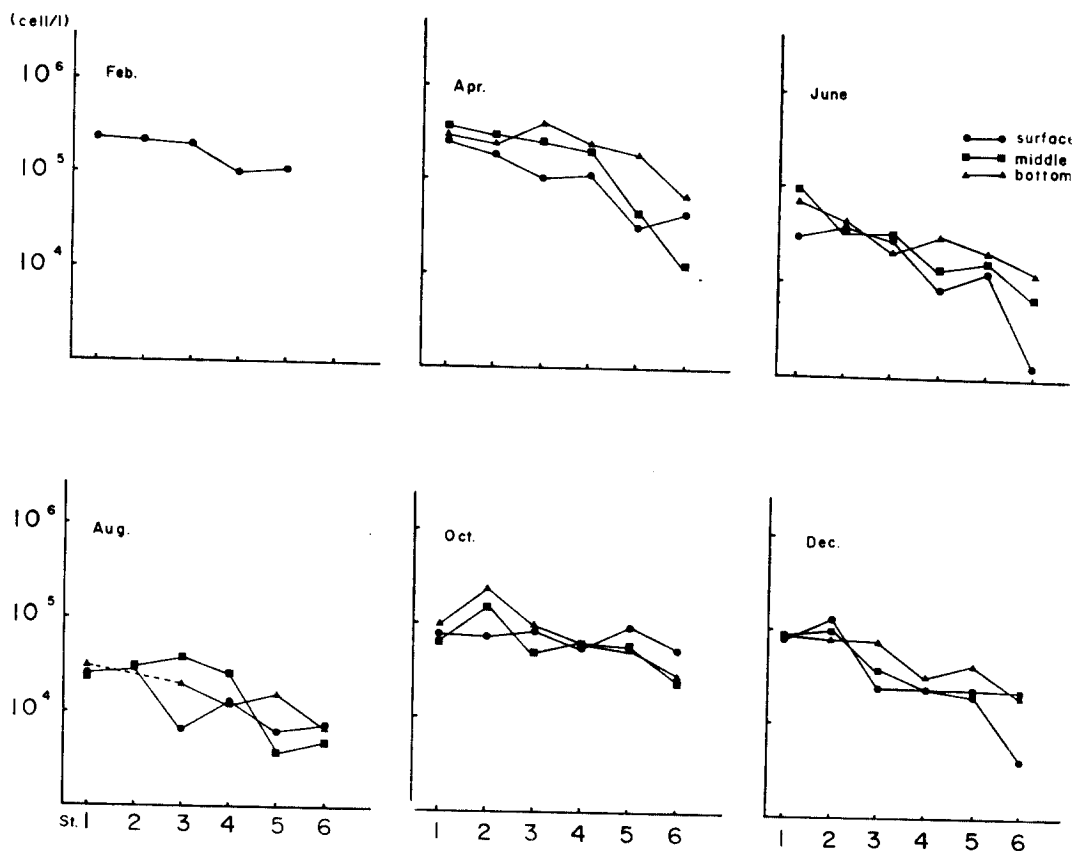 (cell/l)
10⁶
10⁵
10⁴
Feb.
Apr.
June
surface
middle
bottom
10⁶
10⁵
10⁴
Aug.
Oct.
Dec.
St. 1 2 3 4 5 6
1 2 3 4 5 6
1 2 3 4 5 6